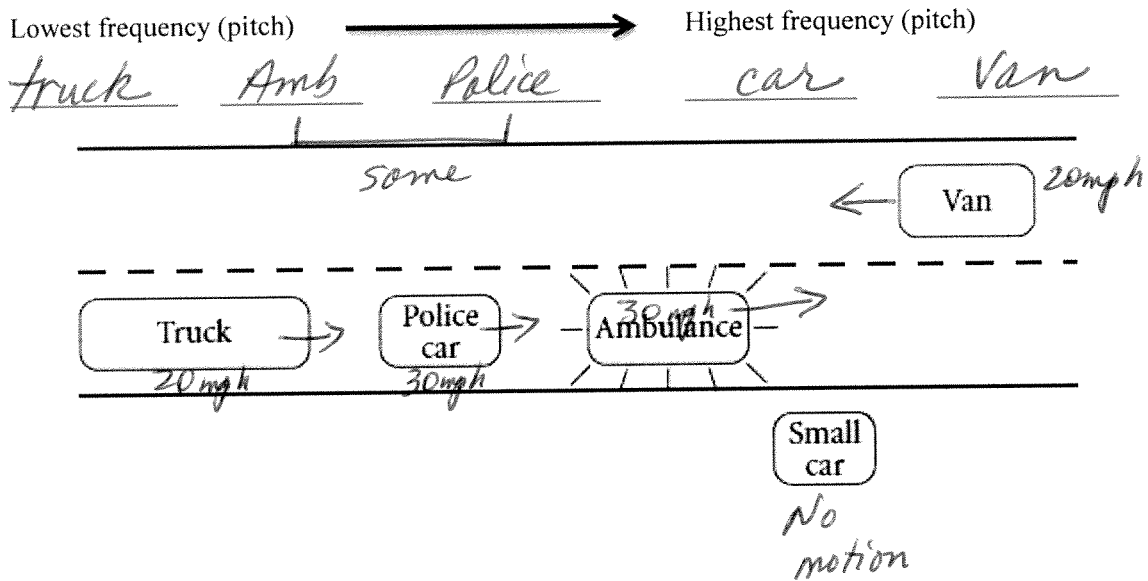 Lowest frequency (pitch) Highest frequency (pitch)
truck Amb Police car Van
some
Van 20mph
Truck
20mph
Police
car
30mph
30mph
Ambulance
Small
car
No
motion